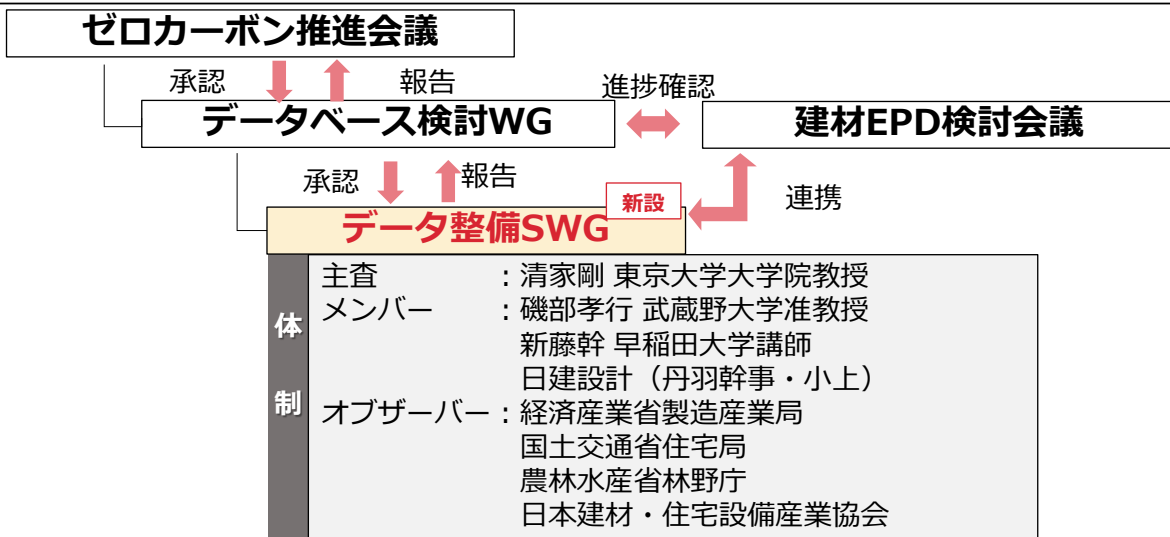 ゼロカーボン推進会議
承認
報告
進捗確認
データベース検討WG
建材EPD検討会議
承認
報告
連携
新設
データ整備SWG
体制
主査　　　：清家剛 東京大学大学院教授
メンバー　：磯部孝行 武蔵野大学准教授
新藤幹 早稲田大学講師
日建設計（丹羽幹事・小上）
オブザーバー：経済産業省製造産業局
国土交通省住宅局
農林水産省林野庁
日本建材・住宅設備産業協会